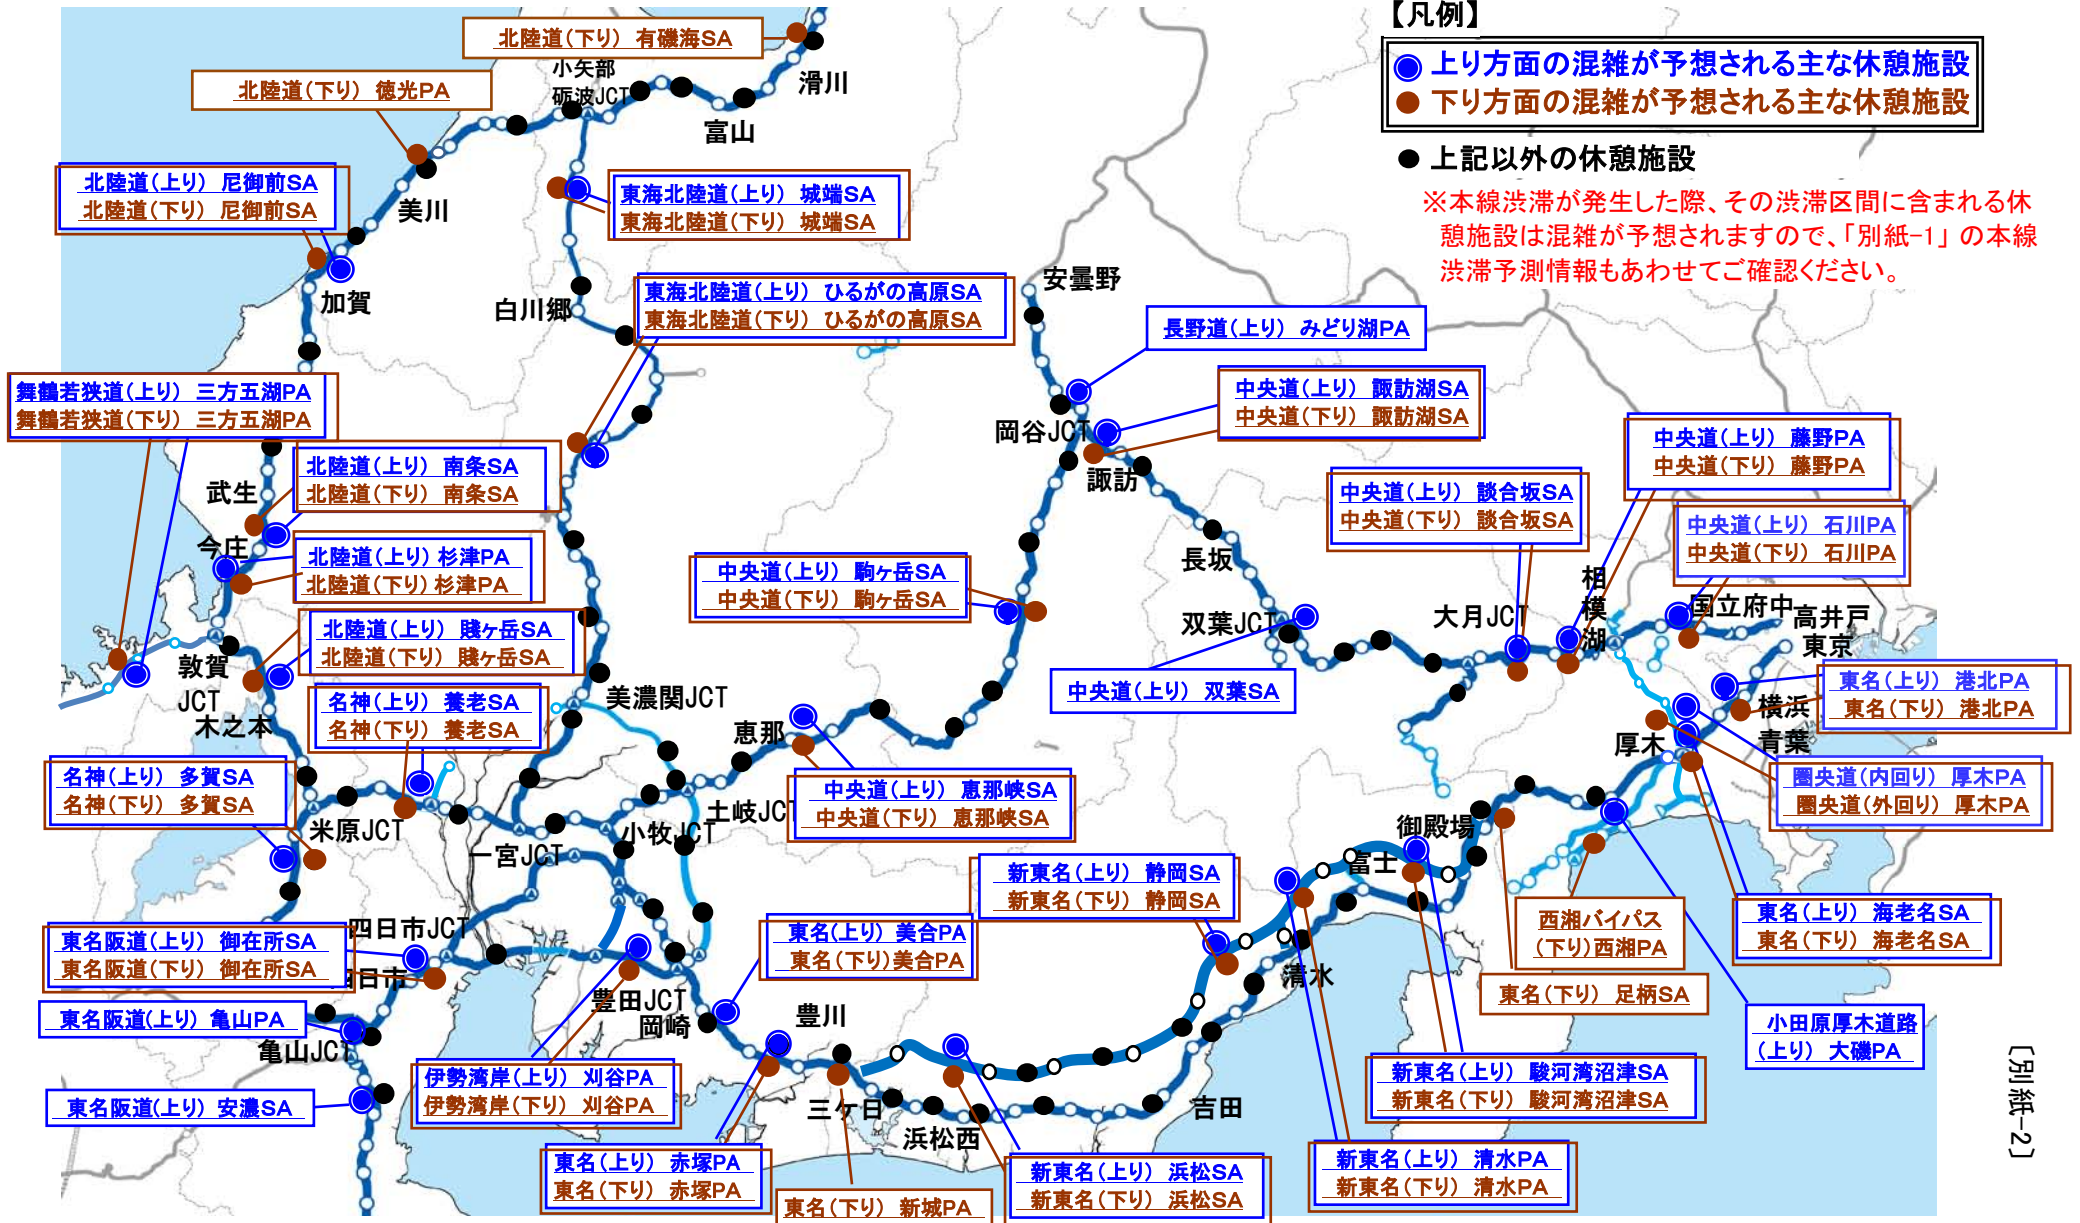 【凡例】
上り方面の混雑が予想される主な休憩施設
下り方面の混雑が予想される主な休憩施設
上記以外の休憩施設
※本線渋滞が発生した際、その渋滞区間に含まれる休
憩施設は混雑が予想されますので、「別紙-1」の本線
渋滞予測情報もあわせてご確認ください。
北陸道(下り) 有磯海SA
小矢部
砺波JCT
滑川
富山
北陸道(下り) 徳光PA
美川
北陸道(上り) 尼御前SA
北陸道(下り) 尼御前SA
加賀
東海北陸道(上り) 城端SA
東海北陸道(下り) 城端SA
白川郷
東海北陸道(上り) ひるがの高原SA
東海北陸道(下り) ひるがの高原SA
安曇野
長野道(上り) みどり湖PA
舞鶴若狭道(上り) 三方五湖PA
舞鶴若狭道(下り) 三方五湖PA
中央道(上り) 諏訪湖SA
中央道(下り) 諏訪湖SA
岡谷JCT
諏訪
中央道(上り) 藤野PA
中央道(下り) 藤野PA
北陸道(上り) 南条SA
北陸道(下り) 南条SA
武生
今庄
中央道(上り) 談合坂SA
中央道(下り) 談合坂SA
中央道(上り) 石川PA
中央道(下り) 石川PA
北陸道(上り) 杉津PA
北陸道(下り) 杉津PA
長坂
中央道(上り) 駒ヶ岳SA
中央道(下り) 駒ヶ岳SA
双葉JCT
大月JCT
相模湖
国立府中
高井戸
東京
北陸道(上り) 賤ヶ岳SA
北陸道(下り) 賤ヶ岳SA
敦賀
JCT
木之本
中央道(上り) 双葉SA
東名(上り) 港北PA
東名(下り) 港北PA
横浜
青葉
名神(上り) 養老SA
名神(下り) 養老SA
美濃関JCT
恵那
厚木
名神(上り) 多賀SA
名神(下り) 多賀SA
米原JCT
中央道(上り) 恵那峡SA
中央道(下り) 恵那峡SA
圏央道(内回り) 厚木PA
圏央道(外回り) 厚木PA
土岐JCT
小牧JCT
一宮JCT
御殿場
富士
新東名(上り) 静岡SA
新東名(下り) 静岡SA
西湘バイパス
(下り)西湘PA
東名(上り) 海老名SA
東名(下り) 海老名SA
四日市JCT
東名阪道(上り) 御在所SA
東名阪道(下り) 御在所SA
四日市
東名(上り) 美合PA
東名(下り)美合PA
清水
東名(下り) 足柄SA
豊田JCT
岡崎
東名阪道(上り) 亀山PA
亀山JCT
豊川
小田原厚木道路
(上り) 大磯PA
伊勢湾岸(上り) 刈谷PA
伊勢湾岸(下り) 刈谷PA
新東名(上り) 駿河湾沼津SA
新東名(下り) 駿河湾沼津SA
東名阪道(上り) 安濃SA
三ケ日
浜松西
吉田
東名(上り) 赤塚PA
東名(下り) 赤塚PA
新東名(上り) 浜松SA
新東名(下り) 浜松SA
新東名(上り) 清水PA
新東名(下り) 清水PA
東名(下り) 新城PA
〔別紙-2〕